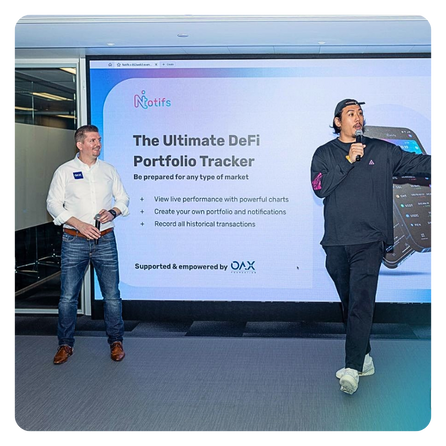 Notifs
The Ultimate DeFi
Portfolio Tracker
Be prepared for any type of market
+ View live performance with powerful charts
+ Create your own portfolio and notifications
+ Record all historical transactions
Supported & empowered by OAX
FOUNDATION